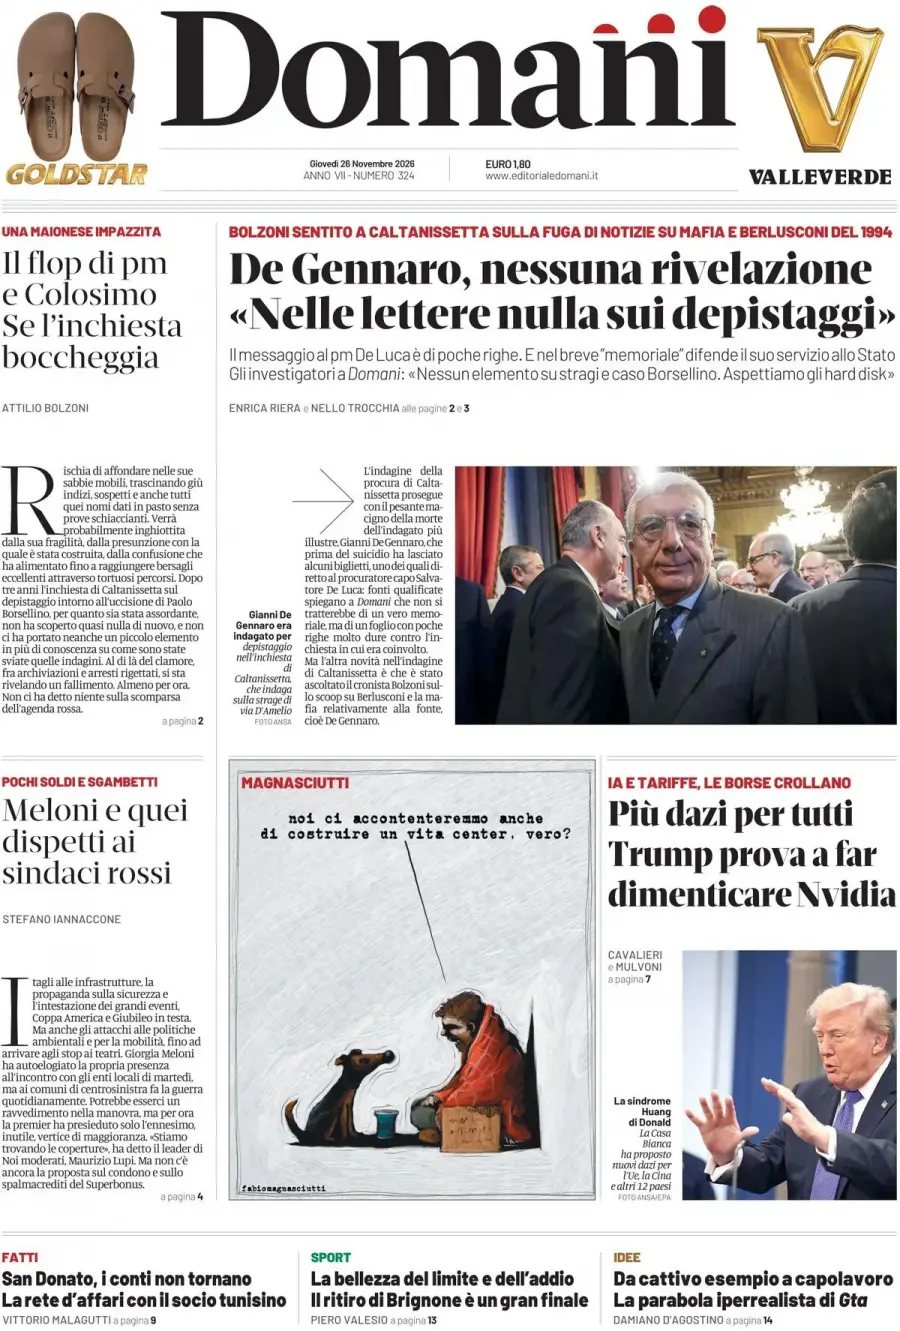 GOLDSTAR
Domani
Giovedì 26 Novembre 2026
ANNO VII - NUMERO 324
EURO 1,80
www.editorialedomani.it
VALLEVERDE
UNA MAIONESE IMPAZZITA
Il flop di pm
e Colosimo
Se l’inchiesta
boccheggia
ATTILIO BOLZONI
Rischia di affondare nelle sue
sabbie mobili, trascinando giù
indizi, sospetti e anche tutti
quei nomi dati in pasto senza
prove schiaccianti. Verrà
probabilmente inghiottita
dalla sua fragilità, dalla presunzione con la
quale è stata costruita, dalla confusione che
ha alimentato fino a raggiungere bersagli
eccellenti attraverso tortuosi percorsi. Dopo
tre anni l’inchiesta di Caltanissetta sul
depistaggio intorno all’uccisione di Paolo
Borsellino, per quanto sia stata assordante,
non ha scoperto quasi nulla di nuovo, e non
ci ha portato neanche un piccolo elemento
in più di conoscenza su come sono state
sviate quelle indagini. Al di là del clamore,
fra archiviazioni e arresti rigettati, si sta
rivelando un fallimento. Almeno per ora.
Non ci ha detto niente sulla scomparsa
dell’agenda rossa.
a pagina 2
BOLZONI SENTITO A CALTANISSETTA SULLA FUGA DI NOTIZIE SU MAFIA E BERLUSCONI DEL 1994
De Gennaro, nessuna rivelazione
«Nelle lettere nulla sui depistaggi»
Il messaggio al pm De Luca è di poche righe. E nel breve “memoriale” difende il suo servizio allo Stato
Gli investigatori a Domani: «Nessun elemento su stragi e caso Borsellino. Aspettiamo gli hard disk»
ENRICA RIERA e NELLO TROCCHIA alle pagine 2 e 3
Gianni De
Gennaro era
indagato per
depistaggio
nell’inchiesta
di
Caltanissetta,
che indaga
sulla strage di
via D’Amelio
FOTO ANSA
L’indagine della
procura di Calta-
nissetta prosegue
con il pesante ma-
cigno della morte
dell’indagato più
illustre, Gianni De Gennaro, che
prima del suicidio ha lasciato
alcuni biglietti, uno dei quali di-
retto al procuratore capo Salva-
tore De Luca: fonti qualificate
spiegano a Domani che non si
tratterebbe di un vero memo-
riale, ma di un foglio con poche
righe molto dure contro l’in-
chiesta in cui era coinvolto.
Ma l’altra novità nell’indagine
di Caltanissetta è che è stato
ascoltato il cronista Bolzoni sul-
lo scoop su Berlusconi e la ma-
fia relativamente alla fonte,
cioè De Gennaro.
POCHI SOLDI E SGAMBETTI
Meloni e quei
dispetti ai
sindaci rossi
STEFANO IANNACCONE
I tagli alle infrastrutture, la
propaganda sulla sicurezza e
l’intestazione dei grandi eventi,
Coppa America e Giubileo in testa.
Ma anche gli attacchi alle politiche
ambientali e per la mobilità, fino ad
arrivare agli stop ai teatri. Giorgia Meloni
ha autoelogiato la propria presenza
all’incontro con gli enti locali di martedì,
ma ai comuni di centrosinistra fa la guerra
quotidianamente. Potrebbe esserci un
ravvedimento nella manovra, ma per ora
la premier ha presieduto solo l’ennesimo,
inutile, vertice di maggioranza. «Stiamo
trovando le coperture», ha detto il leader di
Noi moderati, Maurizio Lupi. Ma non c’è
ancora la proposta sul condono e sullo
spalmacrediti del Superbonus.
a pagina 4
MAGNASCIUTTI
noi ci accontenteremmo anche
di costruire un vita center, vero?
fabiomagnasciutti
IA E TARIFFE, LE BORSE CROLLANO
Più dazi per tutti
Trump prova a far
dimenticare Nvidia
CAVALIERI
e MULVONI
a pagina 7
La sindrome
Huang
di Donald
La Casa
Bianca
ha proposto
nuovi dazi per
l’Ue, la Cina
e altri 12 paesi
FOTO ANSA/EPA
FATTI
San Donato, i conti non tornano
La rete d’affari con il socio tunisino
VITTORIO MALAGUTTI a pagina 9
SPORT
La bellezza del limite e dell’addio
Il ritiro di Brignone è un gran finale
PIERO VALESIO a pagina 13
IDEE
Da cattivo esempio a capolavoro
La parabola iperrealista di Gta
DAMIANO D’AGOSTINO a pagina 14